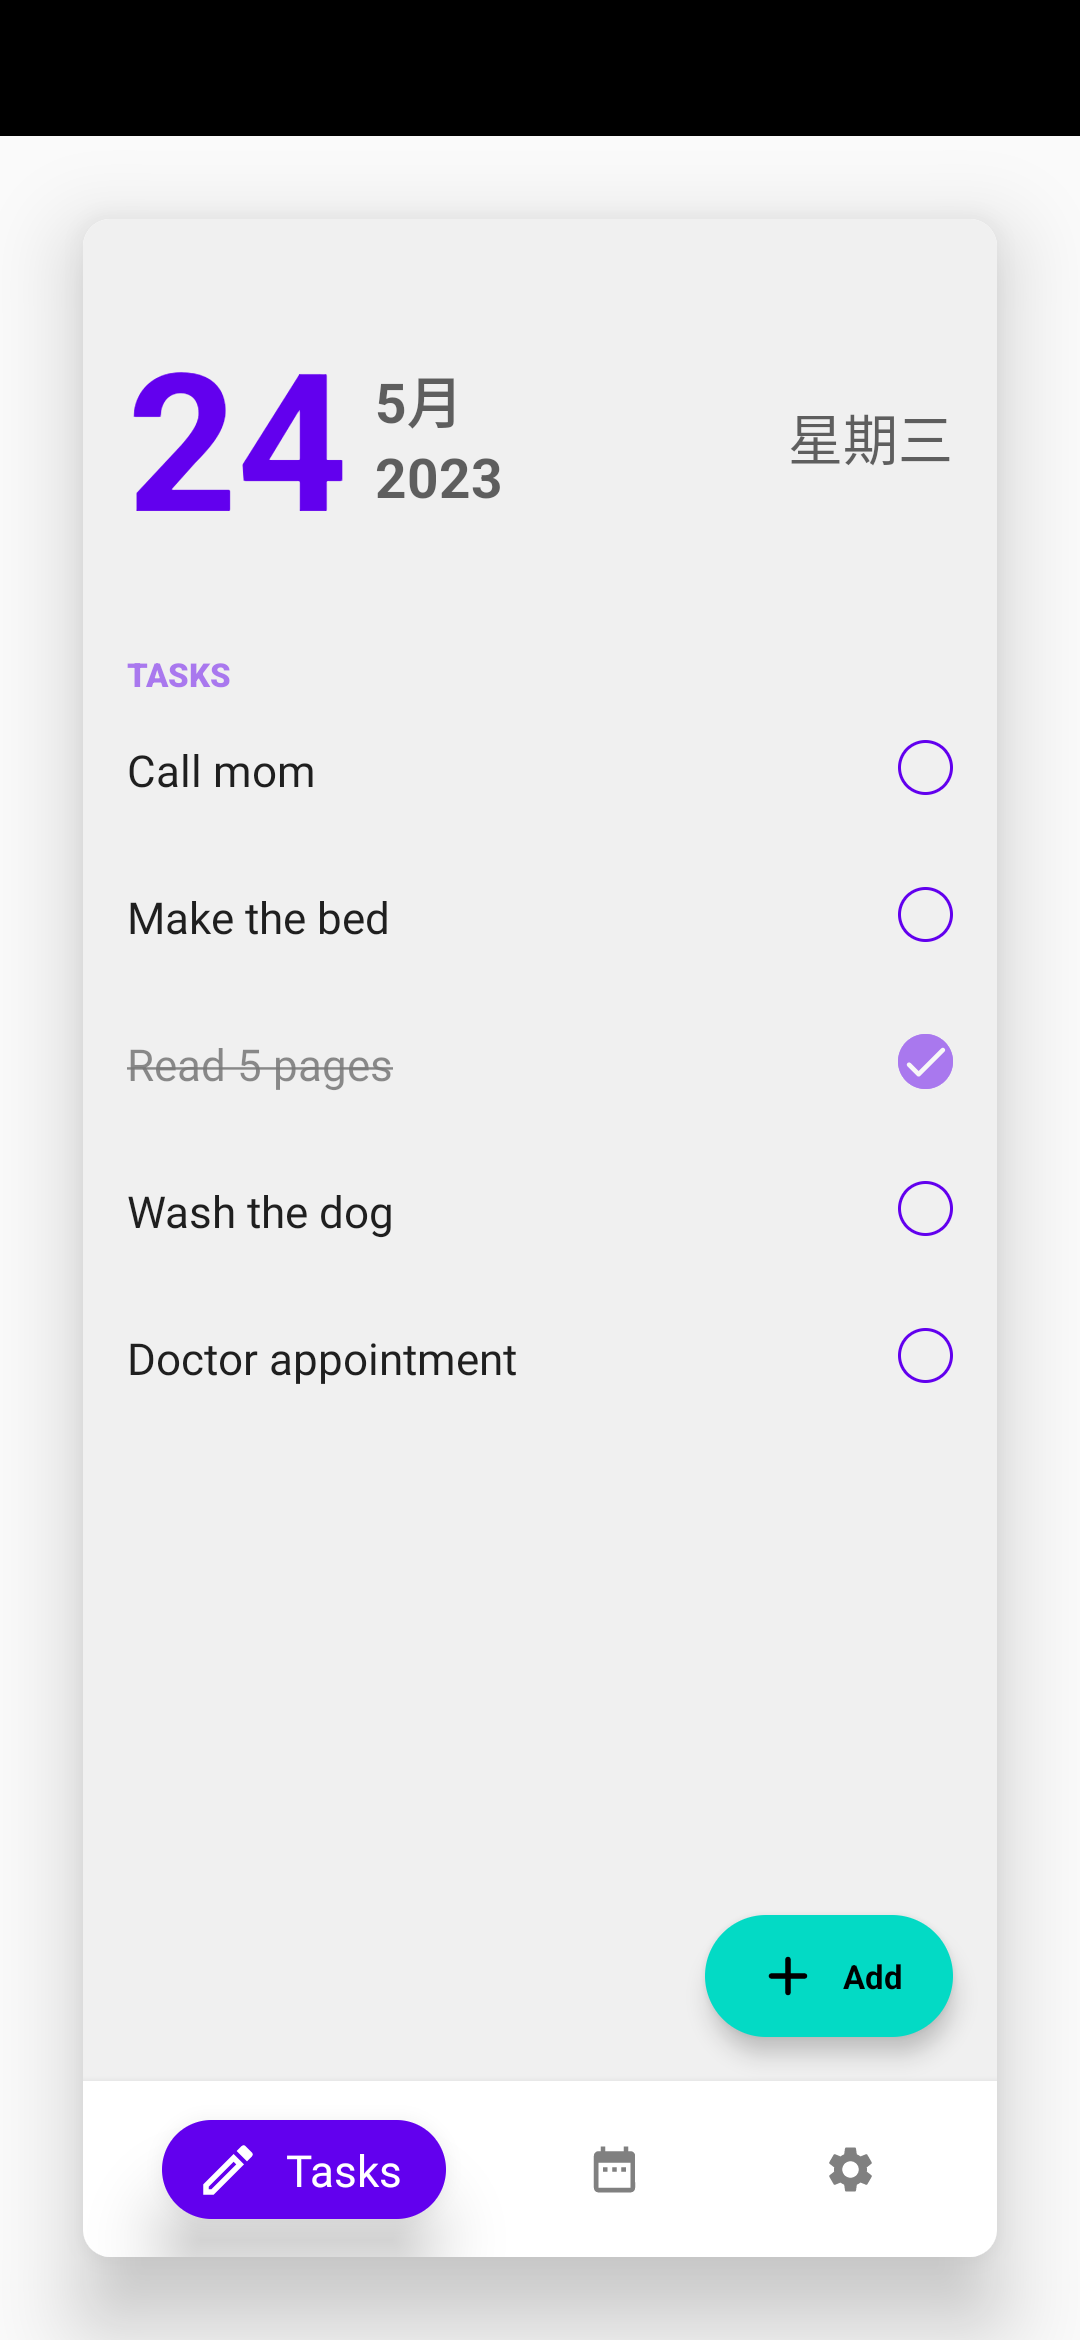 24
5月
2023
星期三
TASKS
Call mom
Make the bed
Read 5 pages
Wash the dog
Doctor appointment
Add
Tasks